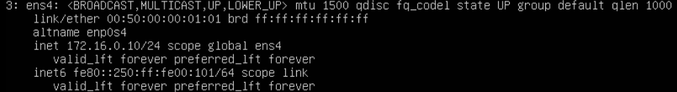 3: ens4: <BROADCAST,MULTICAST,UP,LOWER_UP> mtu 1500 qdisc fq_codel state UP group default qlen 1000
link/ether 00:50:00:00:01:01 brd ff:ff:ff:ff:ff:ff
altname enp0s4
inet 172.16.0.10/24 scope global ens4
valid_lft forever preferred_lft forever
inet6 fe80::250:ff:fe00:101/64 scope link
valid_lft forever preferred_lft forever